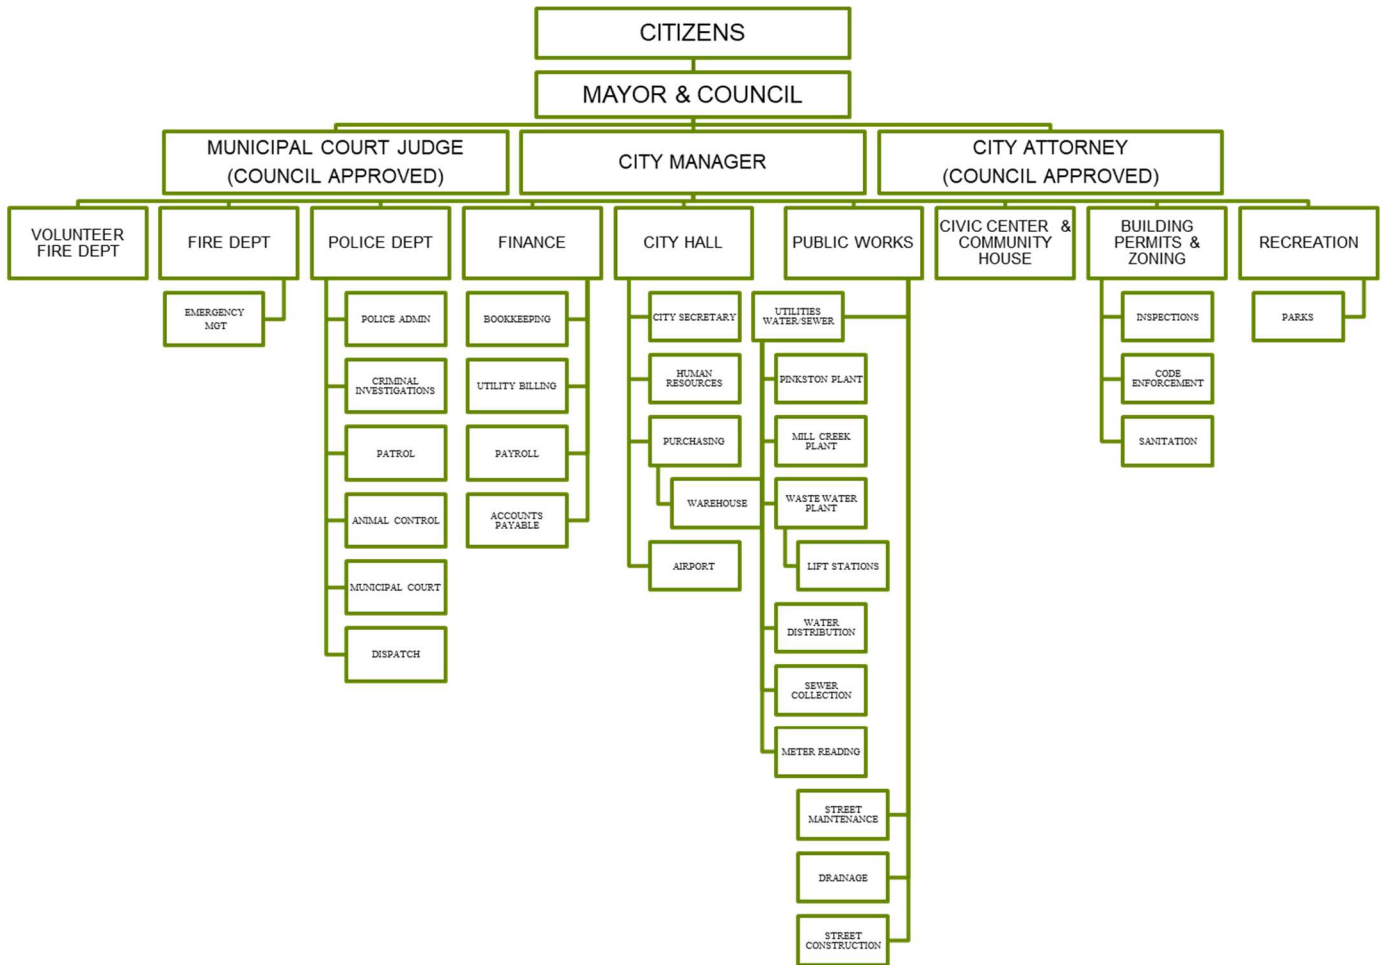 CITIZENS
MAYOR & COUNCIL
MUNICIPAL COURT JUDGE
(COUNCIL APPROVED)
CITY MANAGER
CITY ATTORNEY
(COUNCIL APPROVED)
VOLUNTEER
FIRE DEPT
FIRE DEPT
POLICE DEPT
FINANCE
CITY HALL
PUBLIC WORKS
CIVIC CENTER &
COMMUNITY
HOUSE
BUILDING
PERMITS &
ZONING
RECREATION
EMERGENCY
MGT
POLICE ADMIN
CRIMINAL
INVESTIGATIONS
PATROL
ANIMAL CONTROL
MUNICIPAL COURT
DISPATCH
BOOKKEEPING
UTILITY BILLING
PAYROLL
ACCOUNTS
PAYABLE
CITY SECRETARY
HUMAN
RESOURCES
PURCHASING
WAREHOUSE
AIRPORT
UTILITIES
WATER/SEWER
PINKSTON PLANT
MILL CREEK
PLANT
WASTE WATER
PLANT
LIFT STATIONS
WATER
DISTRIBUTION
SEWER
COLLECTION
METER READING
STREET
MAINTENANCE
DRAINAGE
STREET
CONSTRUCTION
INSPECTIONS
CODE
ENFORCEMENT
SANITATION
PARKS